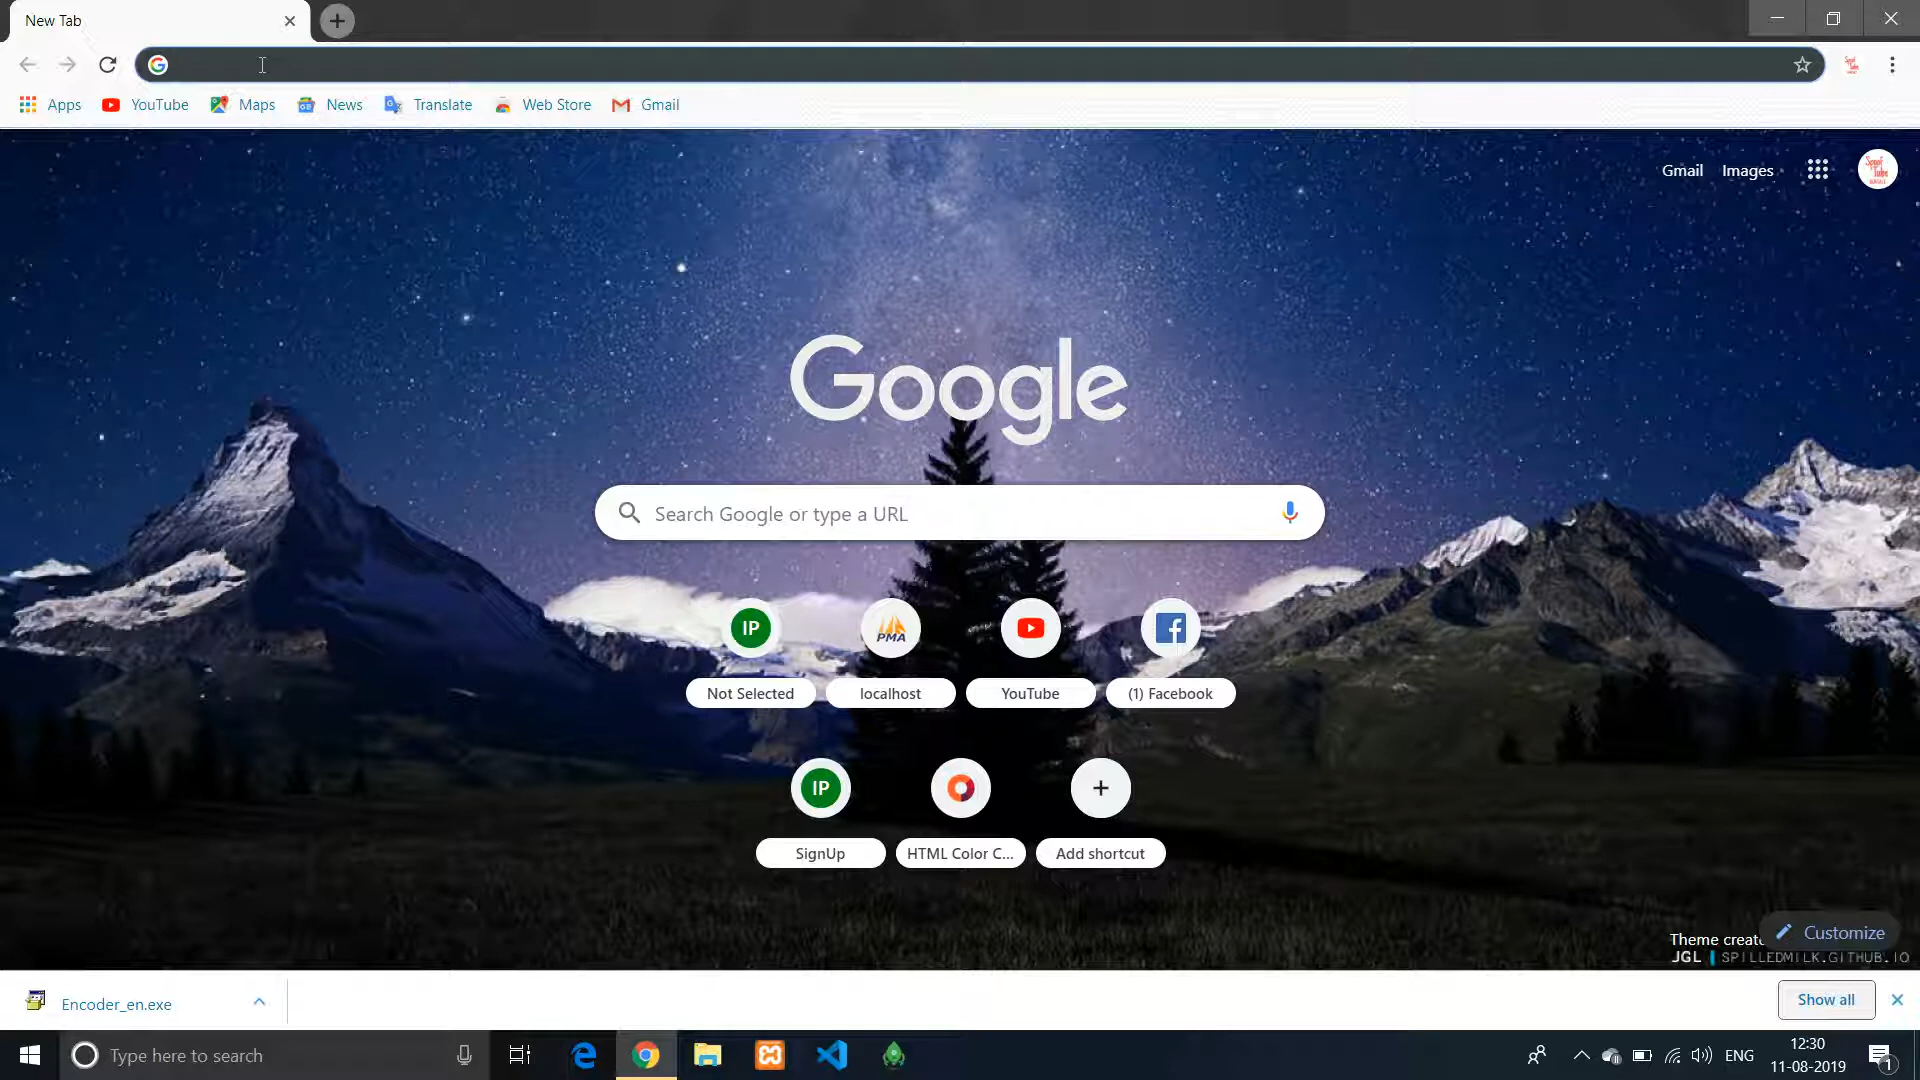 New Tab
Apps YouTube Maps News Translate Web Store Gmail
Gmail Images
Google
Search Google or type a URL
IP PMA
Not Selected localhost YouTube (1) Facebook
IP
SignUp HTML Color C... Add shortcut
Customize
Theme create
JGL | SPILLEDMILK.GITHUB.IO
Encoder_en.exe
Show all
Type here to search
ENG
12:30
11-08-2019
1